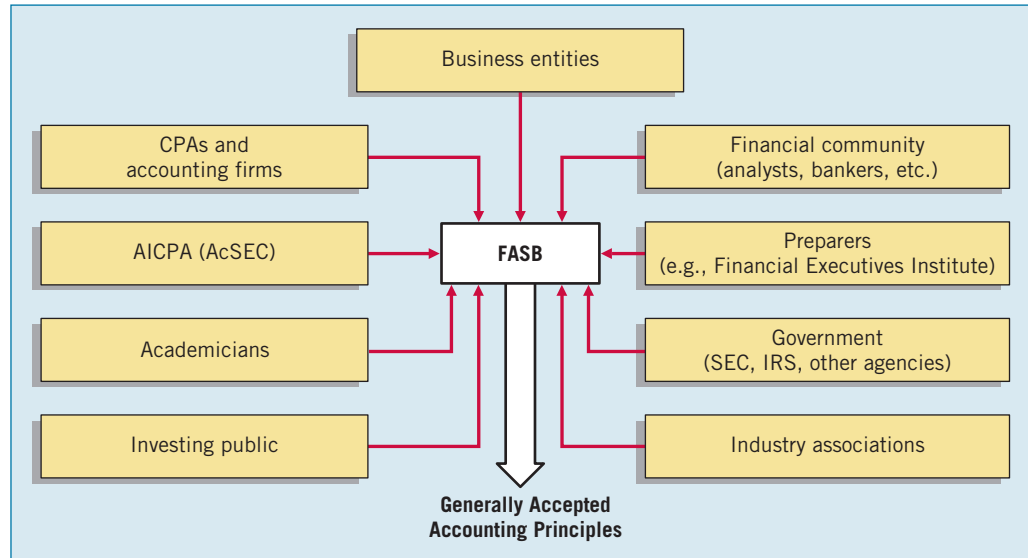 Business entities
CPAs and
accounting firms
Financial community
(analysts, bankers, etc.)
AICPA (AcSEC)
FASB
Preparers
(e.g., Financial Executives Institute)
Academicians
Government
(SEC, IRS, other agencies)
Investing public
Industry associations
Generally Accepted
Accounting Principles